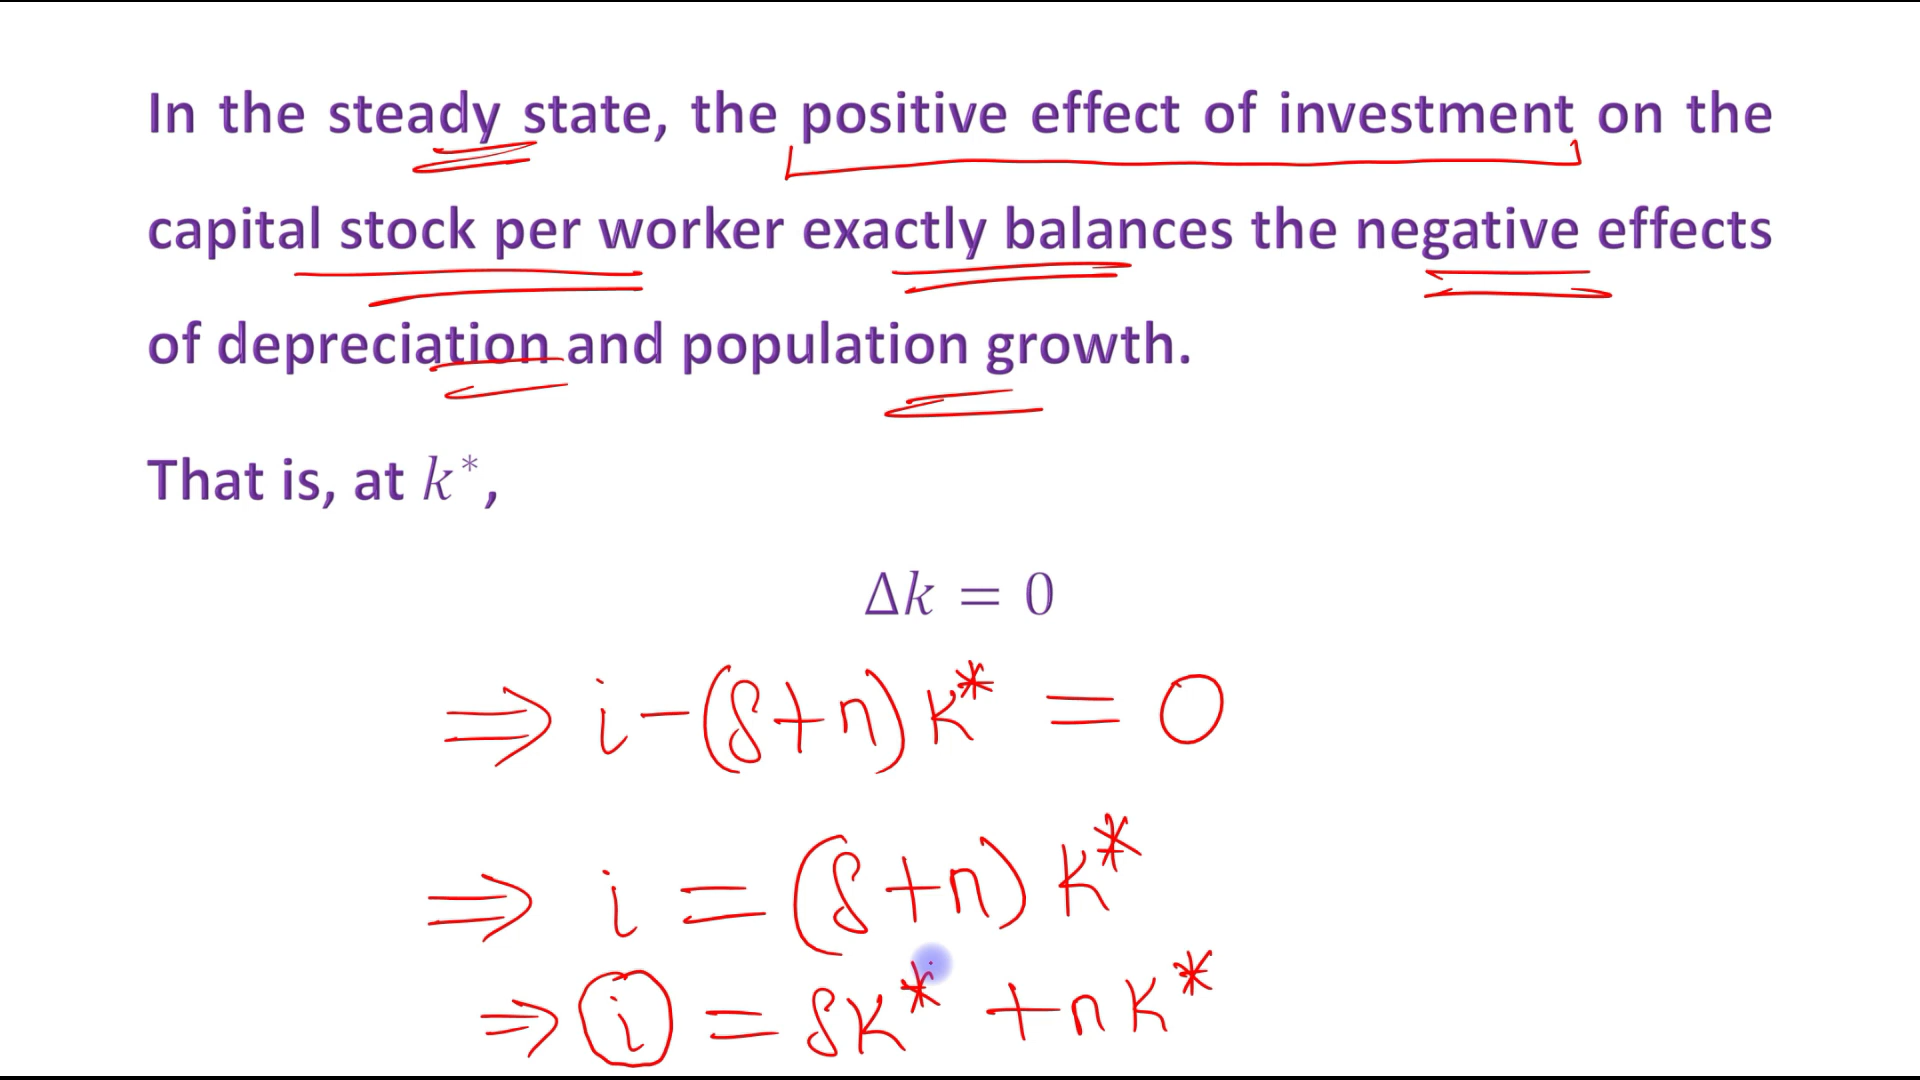 In the steady state, the positive effect of investment on the
capital stock per worker exactly balances the negative effects
of depreciation and population growth.
That is, at k*,
Δk = 0
⇒ i-(δ+n)k* = 0
⇒ i = (δ+n)k*
⇒ i = δk* +nk*